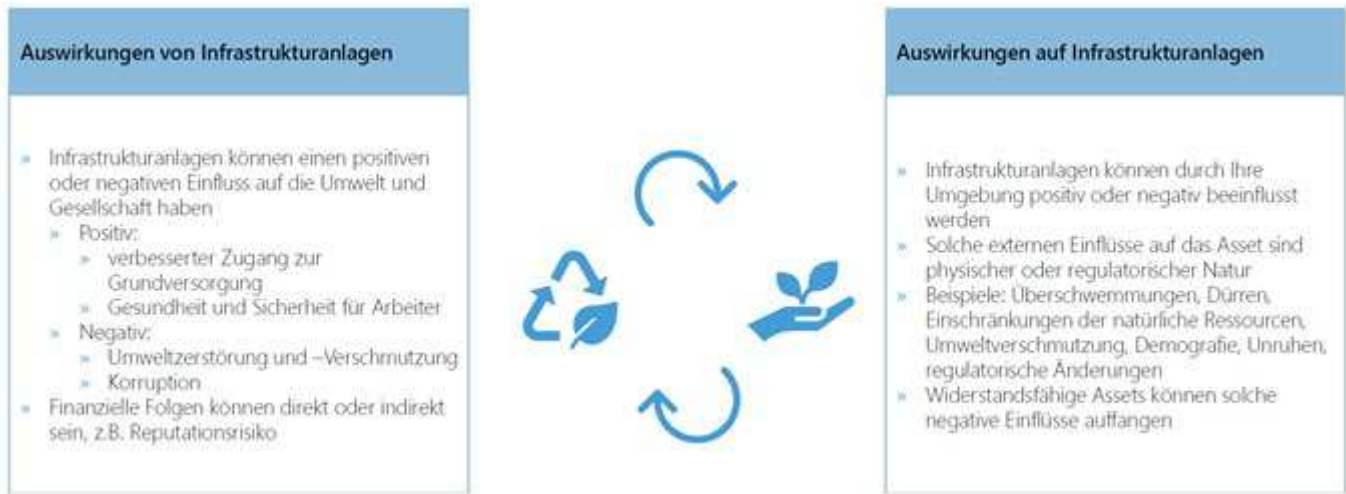 Auswirkungen von Infrastrukturanlagen
» Infrastrukturanlagen können einen positiven
oder negativen Einfluss auf die Umwelt und
Gesellschaft haben
» Positiv:
» verbesserter Zugang zur
Grundversorgung
» Gesundheit und Sicherheit für Arbeiter
» Negativ:
» Umweltzerstörung und –Verschmutzung
» Korruption
» Finanzielle Folgen können direkt oder indirekt
sein, z.B. Reputationsrisiko
Auswirkungen auf Infrastrukturanlagen
» Infrastrukturanlagen können durch Ihre
Umgebung positiv oder negativ beeinflusst
werden
» Solche externen Einflüsse auf das Asset sind
physischer oder regulatorischer Natur
» Beispiele: Überschwemmungen, Dürren,
Einschränkungen der natürliche Ressourcen,
Umweltverschmutzung, Demografie, Unruhen,
regulatorische Änderungen
» Widerstandsfähige Assets können solche
negative Einflüsse auffangen